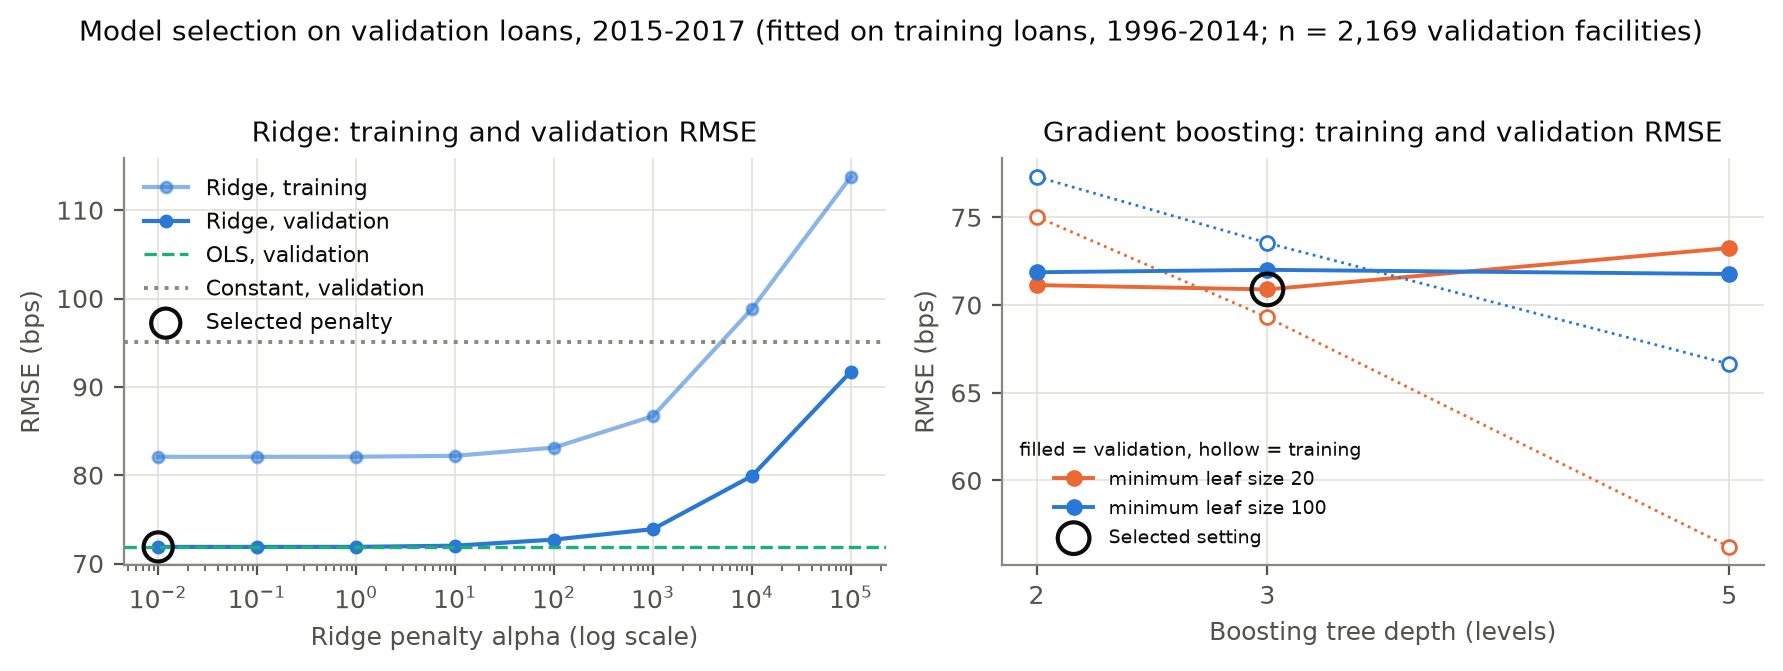 Model selection on validation loans, 2015-2017 (fitted on training loans, 1996-2014; n = 2,169 validation facilities)
Ridge: training and validation RMSE
RMSE (bps)
110
100
90
80
70
Ridge, training
Ridge, validation
OLS, validation
Constant, validation
Selected penalty
10⁻²
10⁻¹
10⁰
10¹
10²
10³
10⁴
10⁵
Ridge penalty alpha (log scale)
Gradient boosting: training and validation RMSE
RMSE (bps)
75
70
65
60
filled = validation, hollow = training
minimum leaf size 20
minimum leaf size 100
Selected setting
2
3
5
Boosting tree depth (levels)